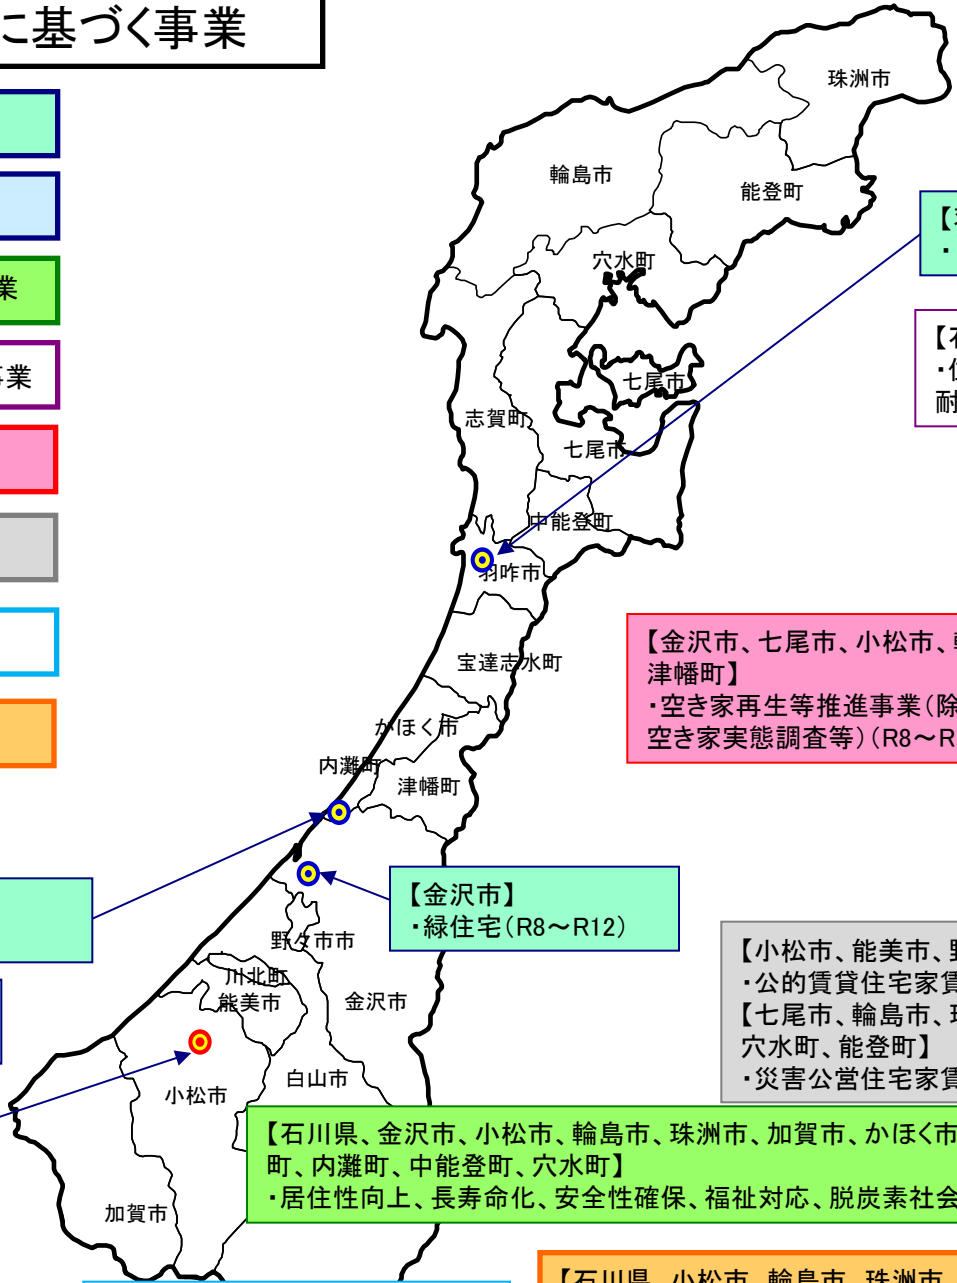 に基づく事業
業
事業
珠洲市
輪島市
能登町
穴水町
七尾市
志賀町
七尾市
中能登町
羽咋市
宝達志水町
かほく市
内灘町
津幡町
野々市市
川北町
能美市
金沢市
白山市
小松市
加賀市
・
・住
耐
【金沢市、七尾市、小松市、
津幡町】
・空き家再生等推進事業(除
空き家実態調査等)(R8~R
【金沢市】
・緑住宅(R8~R12)
【小松市、能美市、野
・公的賃貸住宅家賃
【七尾市、輪島市、珠
穴水町、能登町】
・災害公営住宅家賃
【石川県、金沢市、小松市、輪島市、珠洲市、加賀市、かほく市
町、内灘町、中能登町、穴水町】
・居住性向上、長寿命化、安全性確保、福祉対応、脱炭素社会
【石川県、小松市、輪島市、珠洲市